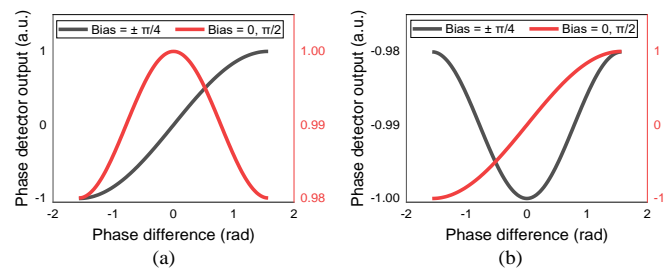 Bias = ± π/4 Bias = 0, π/2
Phase detector output (a.u.)
1
0
-1
1.00
0.99
0.98
-2 -1 0 1 2
Phase difference (rad)
(a)
Bias = ± π/4 Bias = 0, π/2
Phase detector output (a.u.)
-0.98
-0.99
-1.00
1
0
-1
-2 -1 0 1 2
Phase difference (rad)
(b)